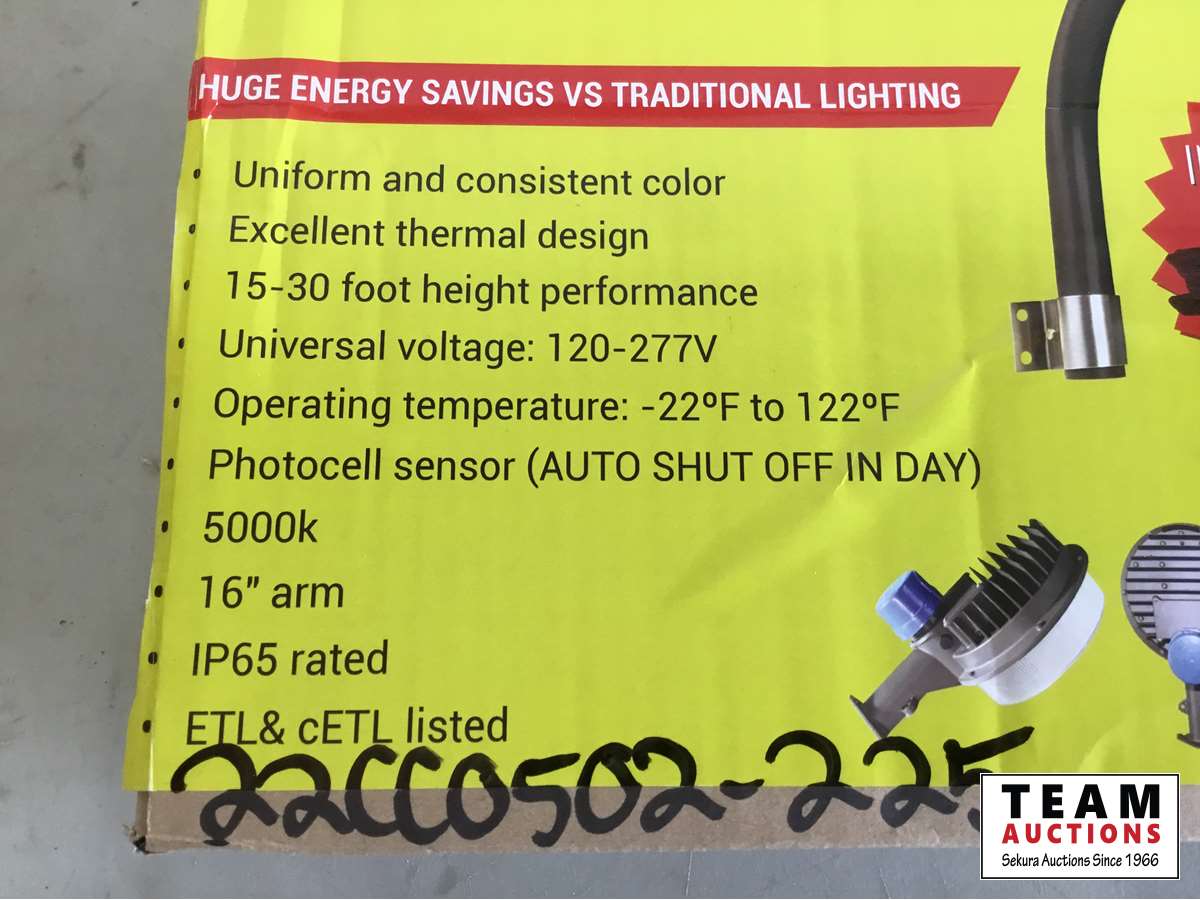 HUGE ENERGY SAVINGS VS TRADITIONAL LIGHTING
• Uniform and consistent color
• Excellent thermal design
• 15-30 foot height performance
• Universal voltage: 120-277V
• Operating temperature: -22ºF to 122ºF
• Photocell sensor (AUTO SHUT OFF IN DAY)
• 5000k
• 16" arm
• IP65 rated
• ETL& cETL listed
22CC0502-225
TEAM
AUCTIONS
Sekura Auctions Since 1966